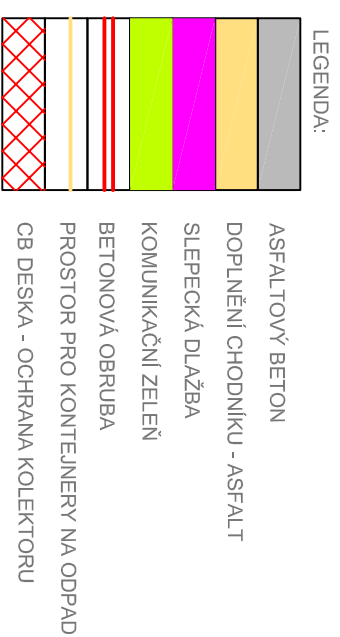 LEGENDA:
ASFALTOVÝ BETON
DOPLNĚNÍ CHODNÍKU - ASFALT
SLEPECKÁ DLAŽBA
KOMUNIKAČNÍ ZELEŇ
BETONOVÁ OBRUBA
PROSTOR PRO KONTEJNERY NA ODPAD
CB DESKA - OCHRANA KOLEKTORU